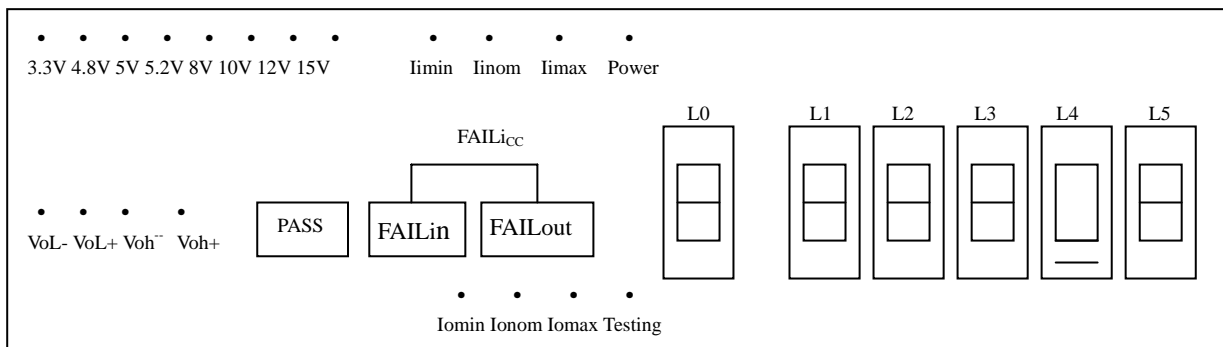 3.3V 4.8V 5V 5.2V 8V 10V 12V 15V
Iimin Iinom Iimax Power
L0 L1 L2 L3 L4 L5
FAILiCC
VoL- VoL+ Voh-- Voh+
PASS
FAILin
FAILout
Iomin Ionom Iomax Testing